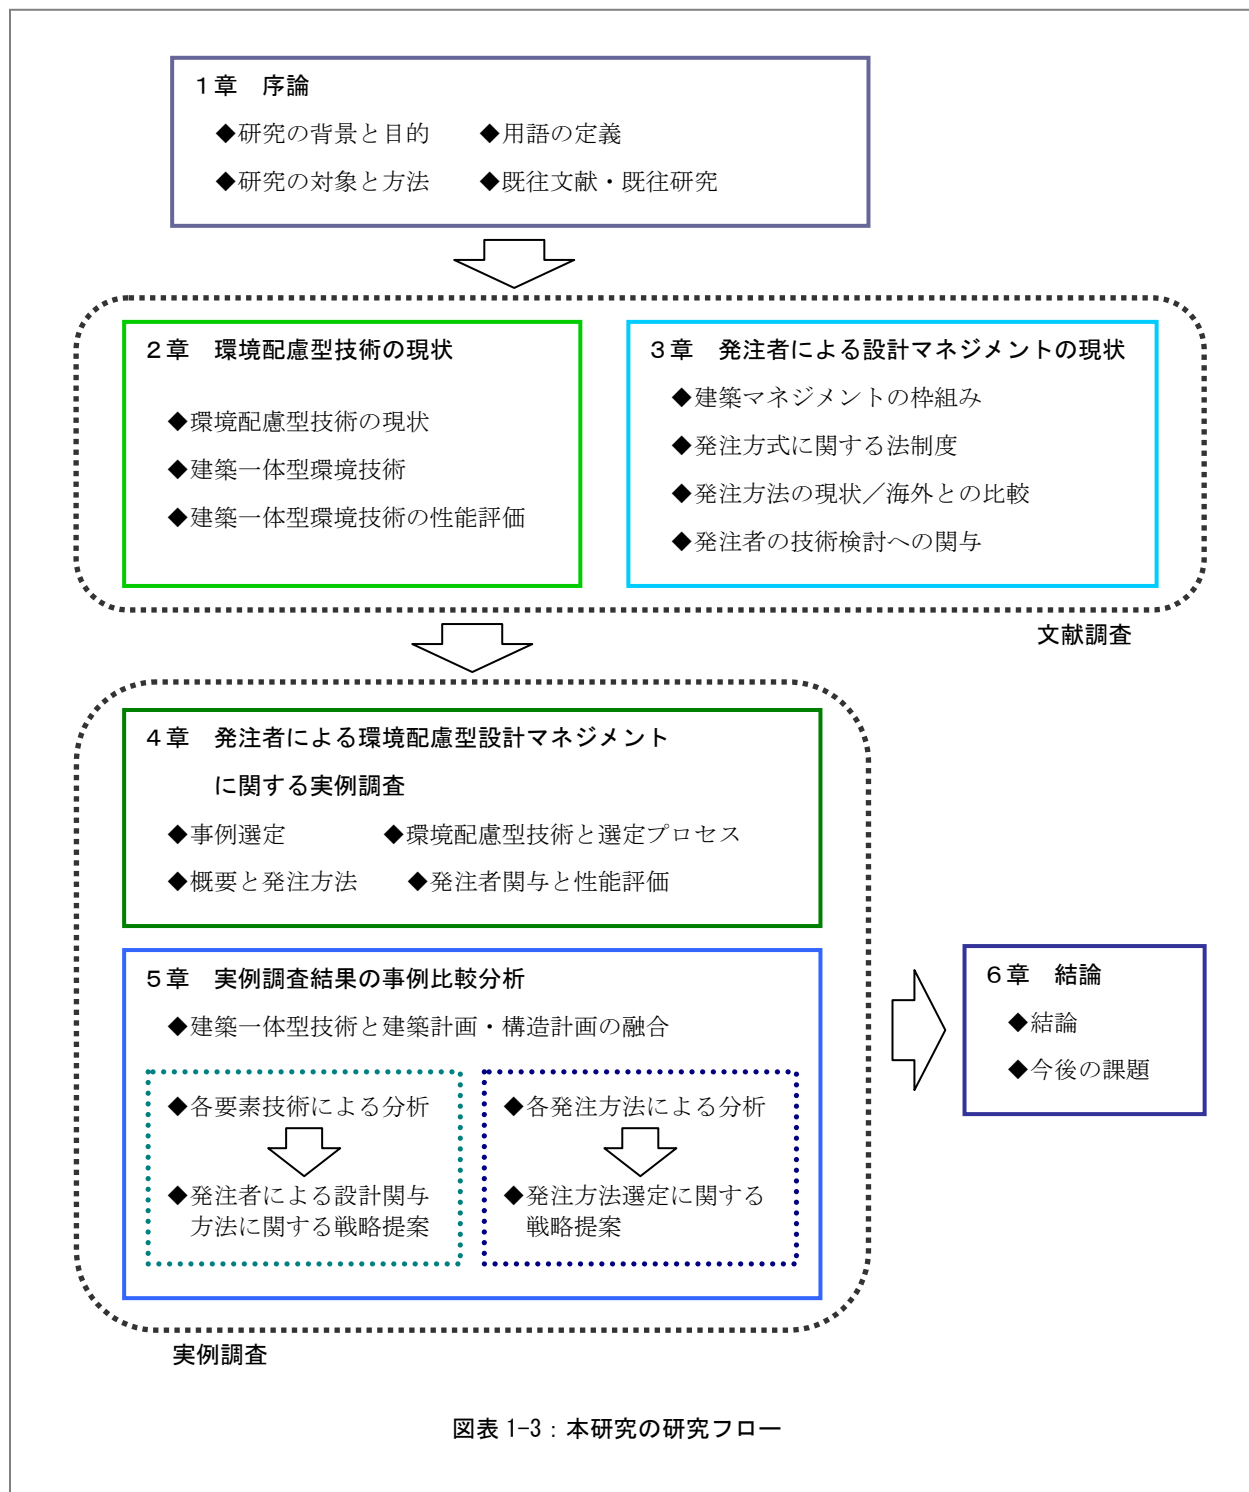 １章　序論
◆研究の背景と目的　　◆用語の定義
◆研究の対象と方法　　◆既往文献・既往研究
２章　環境配慮型技術の現状
◆環境配慮型技術の現状
◆建築一体型環境技術
◆建築一体型環境技術の性能評価
３章　発注者による設計マネジメントの現状
◆建築マネジメントの枠組み
◆発注方式に関する法制度
◆発注方法の現状／海外との比較
◆発注者の技術検討への関与
文献調査
４章　発注者による環境配慮型設計マネジメント
に関する実例調査
◆事例選定　　　　◆環境配慮型技術と選定プロセス
◆概要と発注方法　　◆発注者関与と性能評価
５章　実例調査結果の事例比較分析
◆建築一体型技術と建築計画・構造計画の融合
◆各要素技術による分析
◆発注者による設計関与
方法に関する戦略提案
◆各発注方法による分析
◆発注方法選定に関する
戦略提案
実例調査
６章　結論
◆結論
◆今後の課題
図表 1-3：本研究の研究フロー